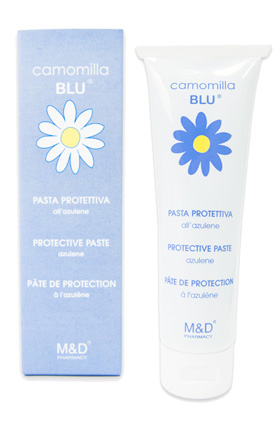 camomilla
BLU®
PASTA PROTETTIVA
all'azulene
PROTECTIVE PASTE
azulene
PÂTE DE PROTECTION
à l'azulène
M&D®
PHARMACY
camomilla
BLU®
PASTA PROTETTIVA
all'azulene
PROTECTIVE PASTE
azulene
PÂTE DE PROTECTION
à l'azulène
M&D®
PHARMACY